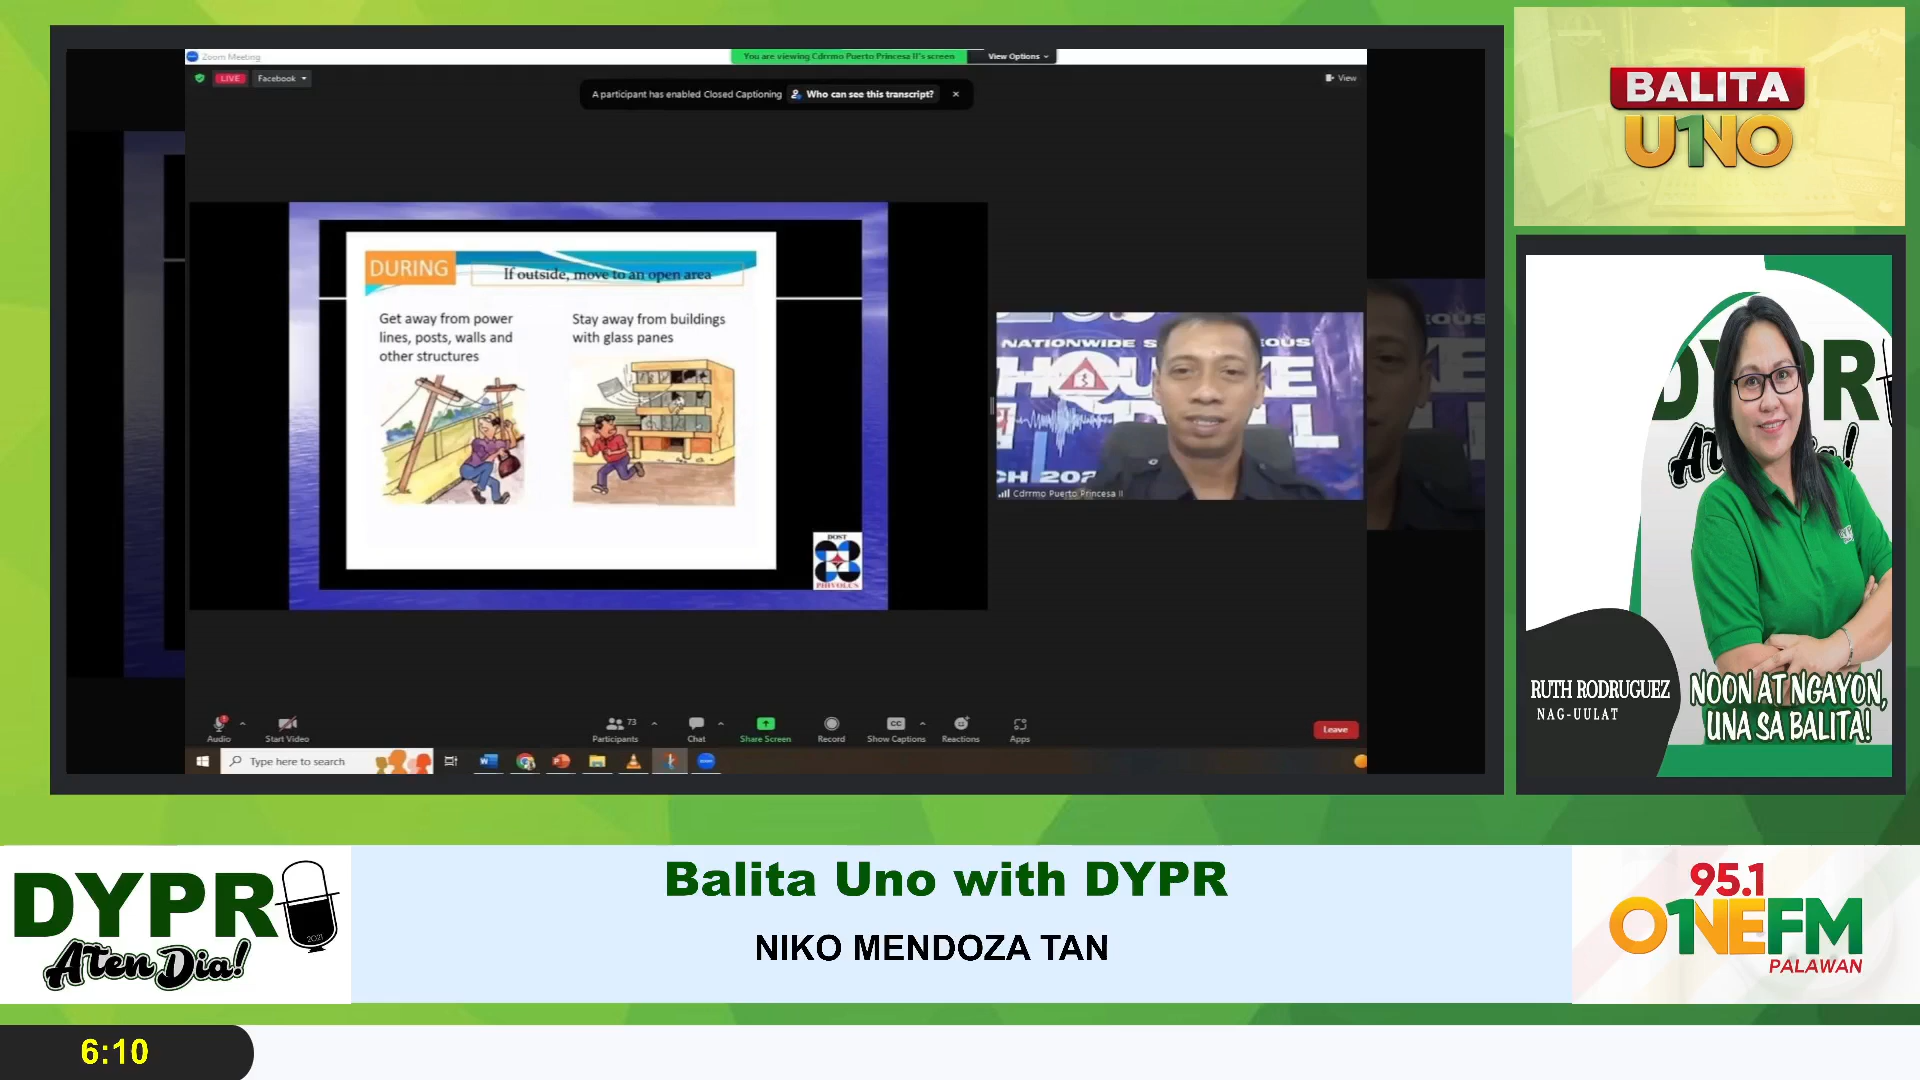 Zoom Meeting
You are viewing Cdrrmo Puerto Princesa II's screen
View Options
LIVE
Facebook
View
A participant has enabled Closed Captioning
Who can see this transcript?
DURING
If outside, move to an open area
Get away from power
lines, posts, walls and
other structures
Stay away from buildings
with glass panes
DOST
PHIVOLCS
NATIONWIDE
Cdrrmo Puerto Princesa II
Audio
Start Video
Participants
73
Chat
Share Screen
Record
Show Captions
Reactions
Apps
Leave
Type here to search
BALITA
UNO
RUTH RODRUGUEZ
NAG-UULAT
NOON AT NGAYON,
UNA SA BALITA!
DYPR
2021
Aten Dia!
Balita Uno with DYPR
NIKO MENDOZA TAN
95.1
ONEFM
PALAWAN
6:10